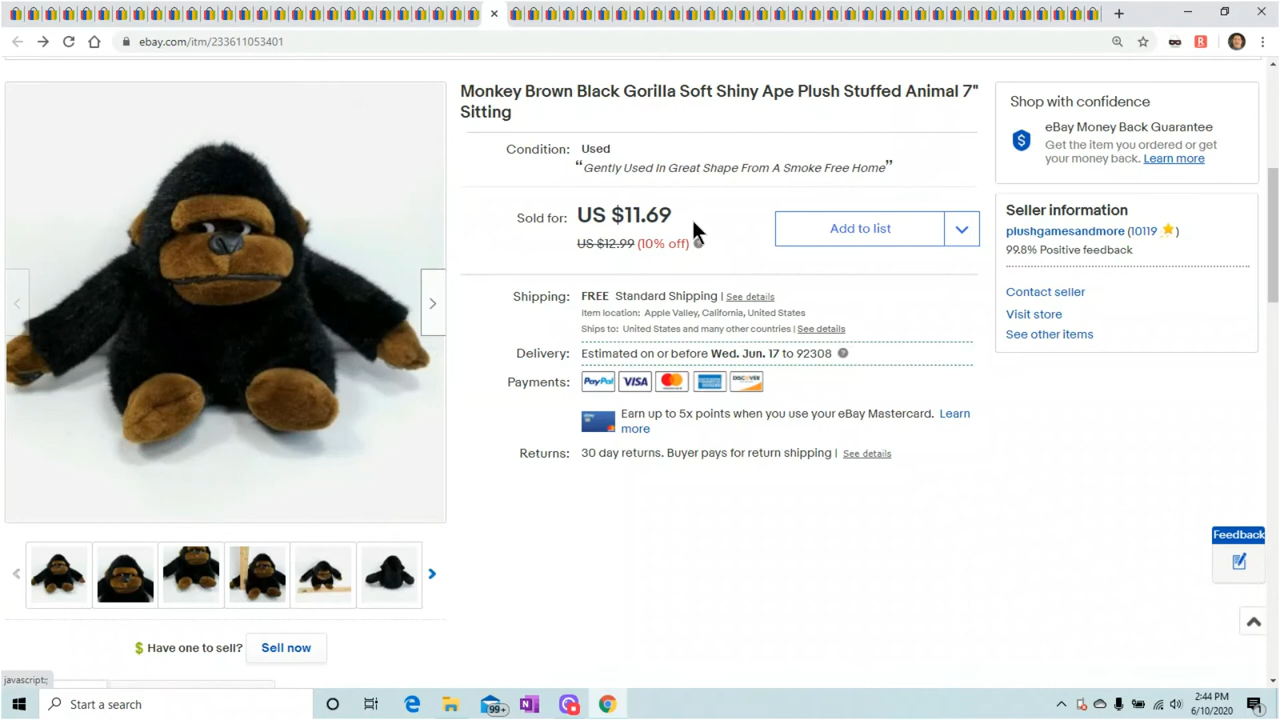 ebay.com/itm/233611053401
Monkey Brown Black Gorilla Soft Shiny Ape Plush Stuffed Animal 7"
Sitting
Condition: Used
“Gently Used In Great Shape From A Smoke Free Home”
Sold for: US $11.69
US $12.99 (10% off)
Add to list
Shipping: FREE Standard Shipping | See details
Item location: Apple Valley, California, United States
Ships to: United States and many other countries | See details
Delivery: Estimated on or before Wed. Jun. 17 to 92308
Payments: PayPal VISA mastercard AMERICAN EXPRESS DISCOVER
Earn up to 5x points when you use your eBay Mastercard. Learn
more
Returns: 30 day returns. Buyer pays for return shipping | See details
Shop with confidence
eBay Money Back Guarantee
Get the item you ordered or get
your money back. Learn more
Seller information
plushgamesandmore (10119 )
99.8% Positive feedback
Contact seller
Visit store
See other items
Feedback
Have one to sell? Sell now
javascript:;
Start a search
99+
2:44 PM
6/10/2020